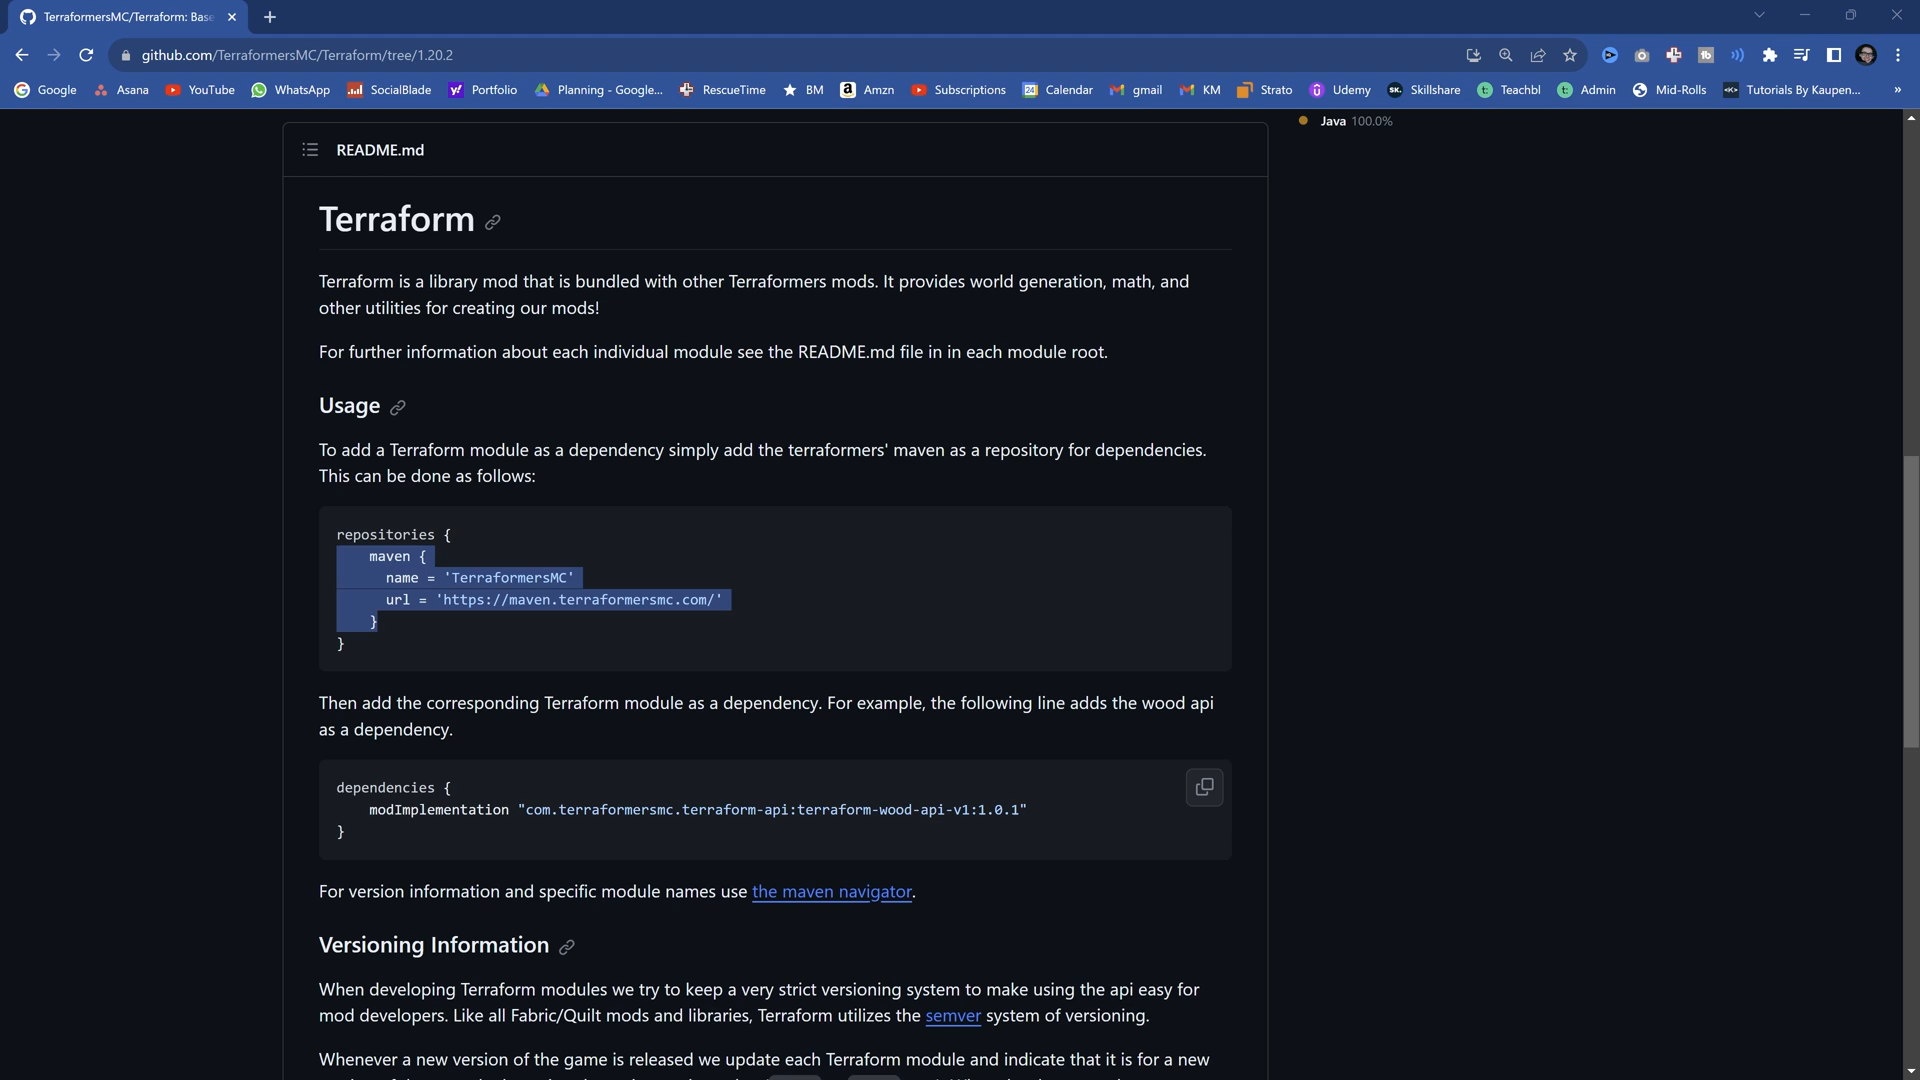 TerraformersMC/Terraform: Base
github.com/TerraformersMC/Terraform/tree/1.20.2
Google Asana YouTube WhatsApp SocialBlade Portfolio Planning - Google... RescueTime BM Amzn Subscriptions Calendar gmail KM Strato Udemy Skillshare Teachbl Admin Mid-Rolls Tutorials By Kaupen... »
Java 100.0%
README.md
Terraform
Terraform is a library mod that is bundled with other Terraformers mods. It provides world generation, math, and
other utilities for creating our mods!
For further information about each individual module see the README.md file in in each module root.
Usage
To add a Terraform module as a dependency simply add the terraformers' maven as a repository for dependencies.
This can be done as follows:
repositories {
maven {
name = 'TerraformersMC'
url = 'https://maven.terraformersmc.com/'
}
}
Then add the corresponding Terraform module as a dependency. For example, the following line adds the wood api
as a dependency.
dependencies {
modImplementation "com.terraformersmc.terraform-api:terraform-wood-api-v1:1.0.1"
}
For version information and specific module names use the maven navigator.
Versioning Information
When developing Terraform modules we try to keep a very strict versioning system to make using the api easy for
mod developers. Like all Fabric/Quilt mods and libraries, Terraform utilizes the semver system of versioning.
Whenever a new version of the game is released we update each Terraform module and indicate that it is for a new